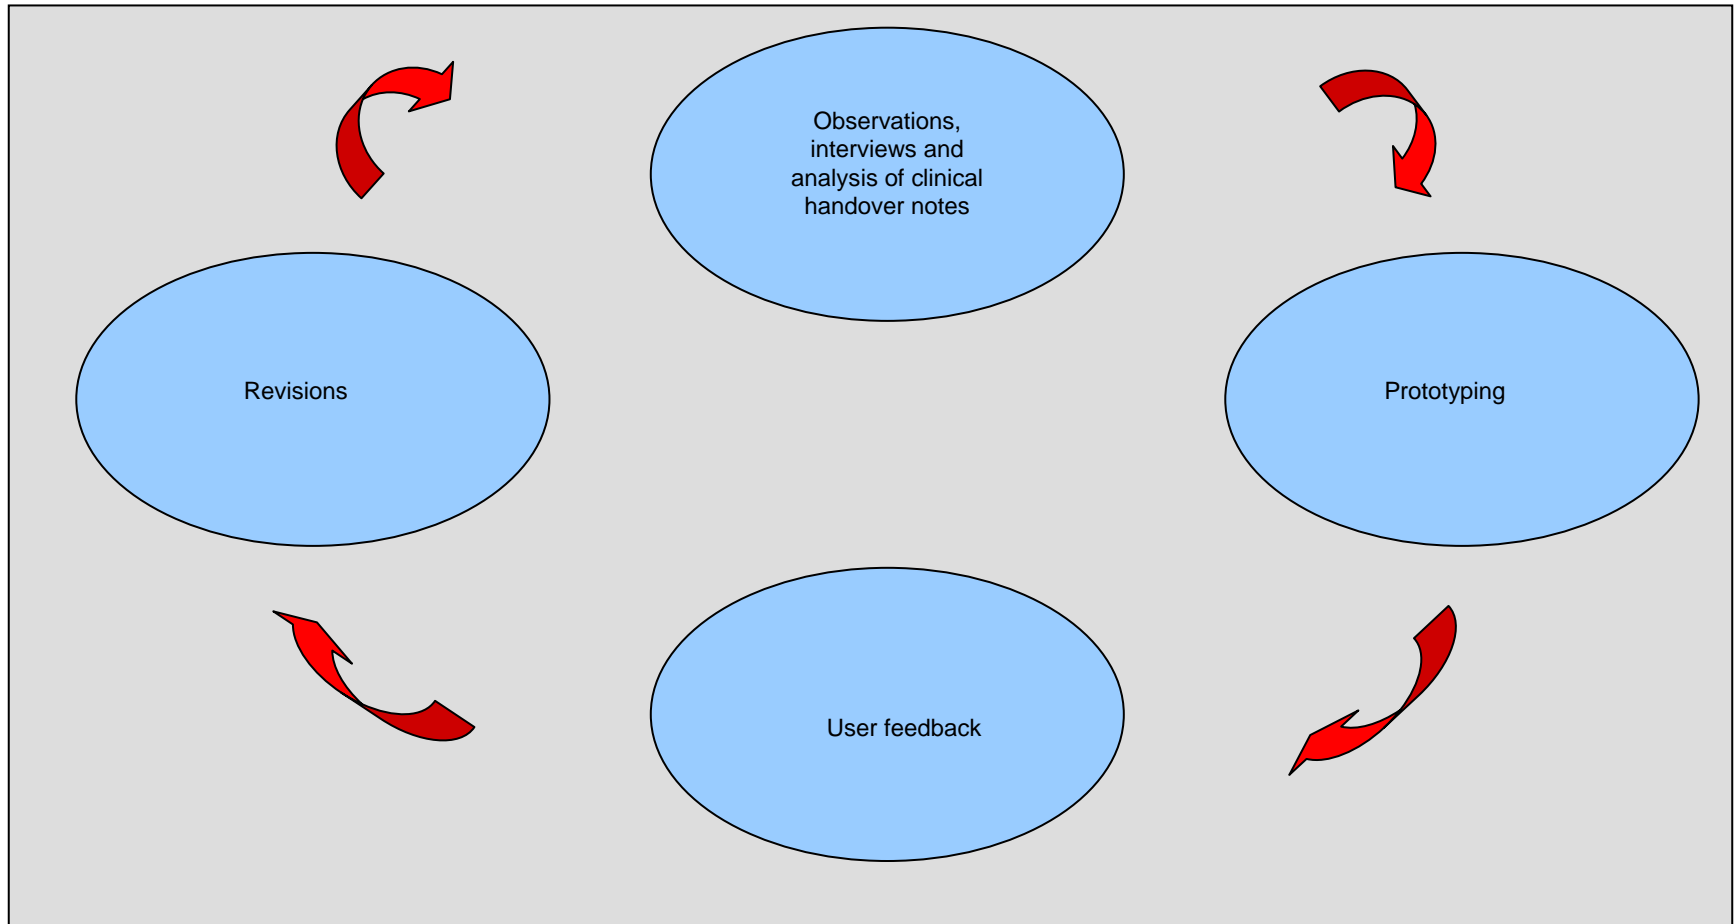 Observations,
interviews and
analysis of clinical
handover notes
Revisions
Prototyping
User feedback